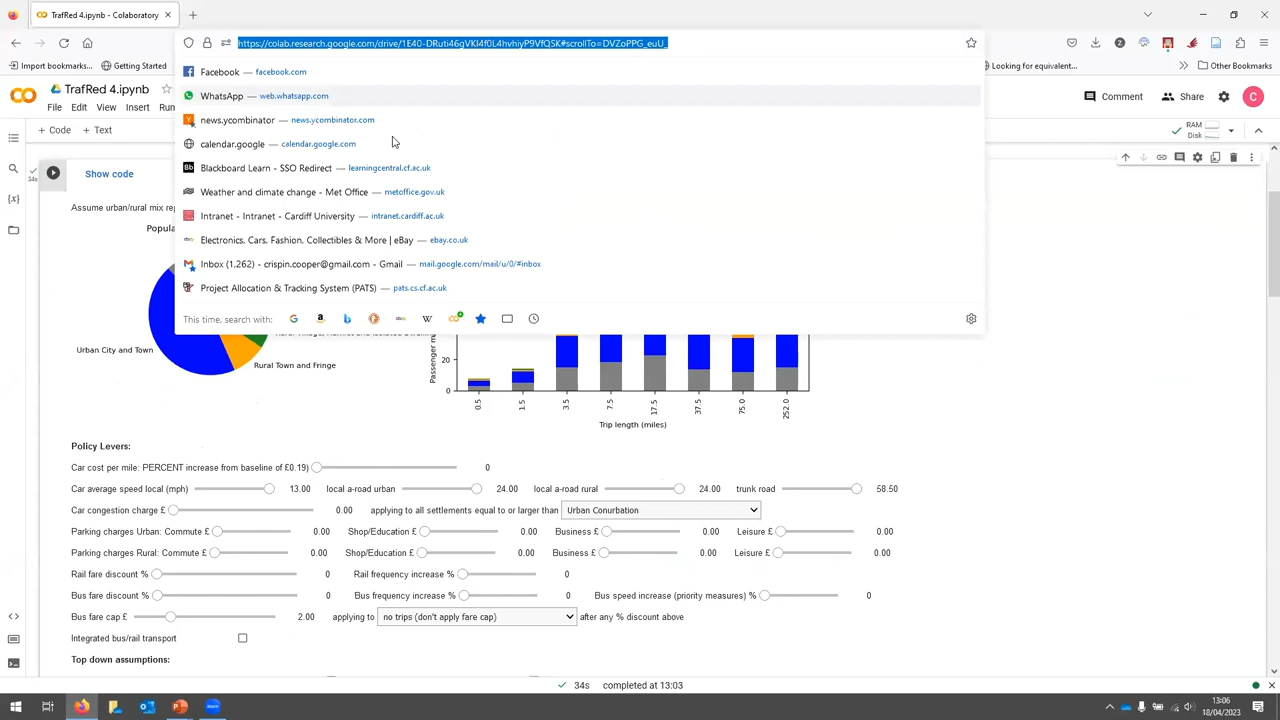 TrafRed 4.ipynb - Colaboratory
https://colab.research.google.com/drive/1E40-DRuti46gVKl4f0L4hvhiyP9VfQSK#scrollTo=DVZoPPG_euU_
Import bookmarks...
Getting Started
Looking for equivalent...
Other Bookmarks
Facebook — facebook.com
TrafRed 4.ipynb
File Edit View Insert Run
Comment
Share
C
WhatsApp — web.whatsapp.com
news.ycombinator — news.ycombinator.com
+ Code + Text
RAM
Disk
calendar.google — calendar.google.com
Blackboard Learn - SSO Redirect — learningcentral.cf.ac.uk
34s
Show code
Weather and climate change - Met Office — metoffice.gov.uk
Assume urban/rural mix rep
Intranet - Intranet - Cardiff University — intranet.cardiff.ac.uk
Popula
Electronics, Cars, Fashion, Collectibles & More | eBay — ebay.co.uk
Inbox (1,262) - crispin.cooper@gmail.com - Gmail — mail.google.com/mail/u/0/#inbox
Project Allocation & Tracking System (PATS) — pats.cs.cf.ac.uk
This time, search with:
Urban City and Town
Rural Town and Fringe
Passenger m
20
0
0.5 1.5 3.5 7.5 17.5 37.5 75.0 252.0
Trip length (miles)
Policy Levers:
Car cost per mile: PERCENT increase from baseline of £0.19) 0
Car average speed local (mph) 13.00 local a-road urban 24.00 local a-road rural 24.00 trunk road 58.50
Car congestion charge £ 0.00 applying to all settlements equal to or larger than Urban Conurbation
Parking charges Urban: Commute £ 0.00 Shop/Education £ 0.00 Business £ 0.00 Leisure £ 0.00
Parking charges Rural: Commute £ 0.00 Shop/Education £ 0.00 Business £ 0.00 Leisure £ 0.00
Rail fare discount % 0 Rail frequency increase % 0
Bus fare discount % 0 Bus frequency increase % 0 Bus speed increase (priority measures) % 0
Bus fare cap £ 2.00 applying to no trips (don't apply fare cap) after any % discount above
Integrated bus/rail transport
Top down assumptions:
34s completed at 13:03
13:06
18/04/2023